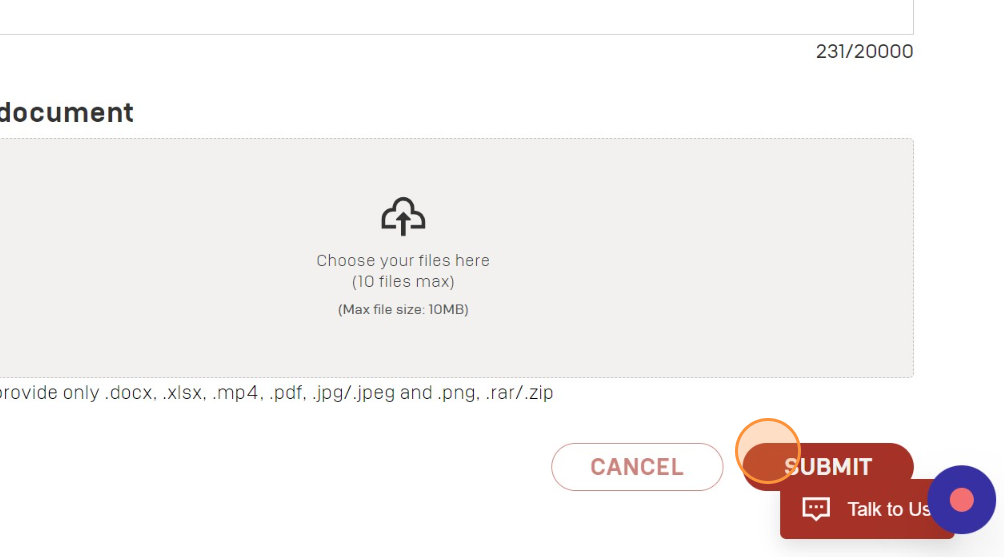 231/20000
document
Choose your files here
(10 files max)
(Max file size: 10MB)
provide only .docx, .xlsx, .mp4, .pdf, .jpg/.jpeg and .png, .rar/.zip
CANCEL
SUBMIT
Talk to Us